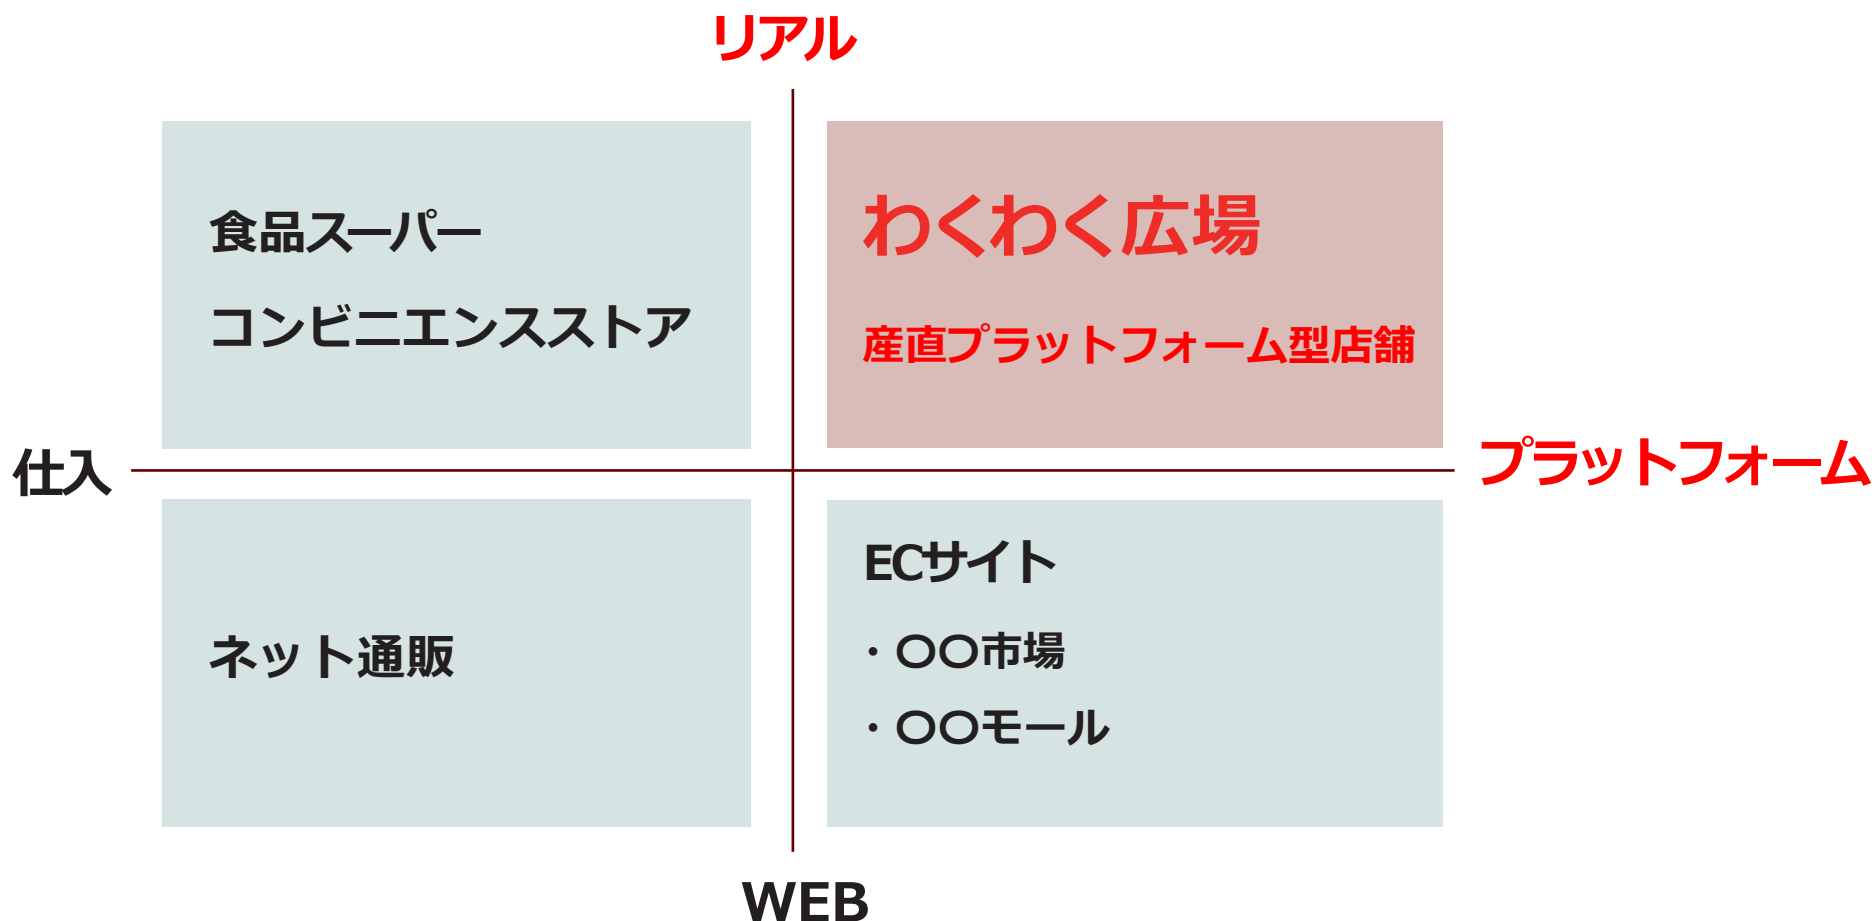 リアル
食品スーパー
コンビニエンスストア
わくわく広場
産直プラットフォーム型店舗
仕入
プラットフォーム
ネット通販
ECサイト
・〇〇市場
・〇〇モール
WEB